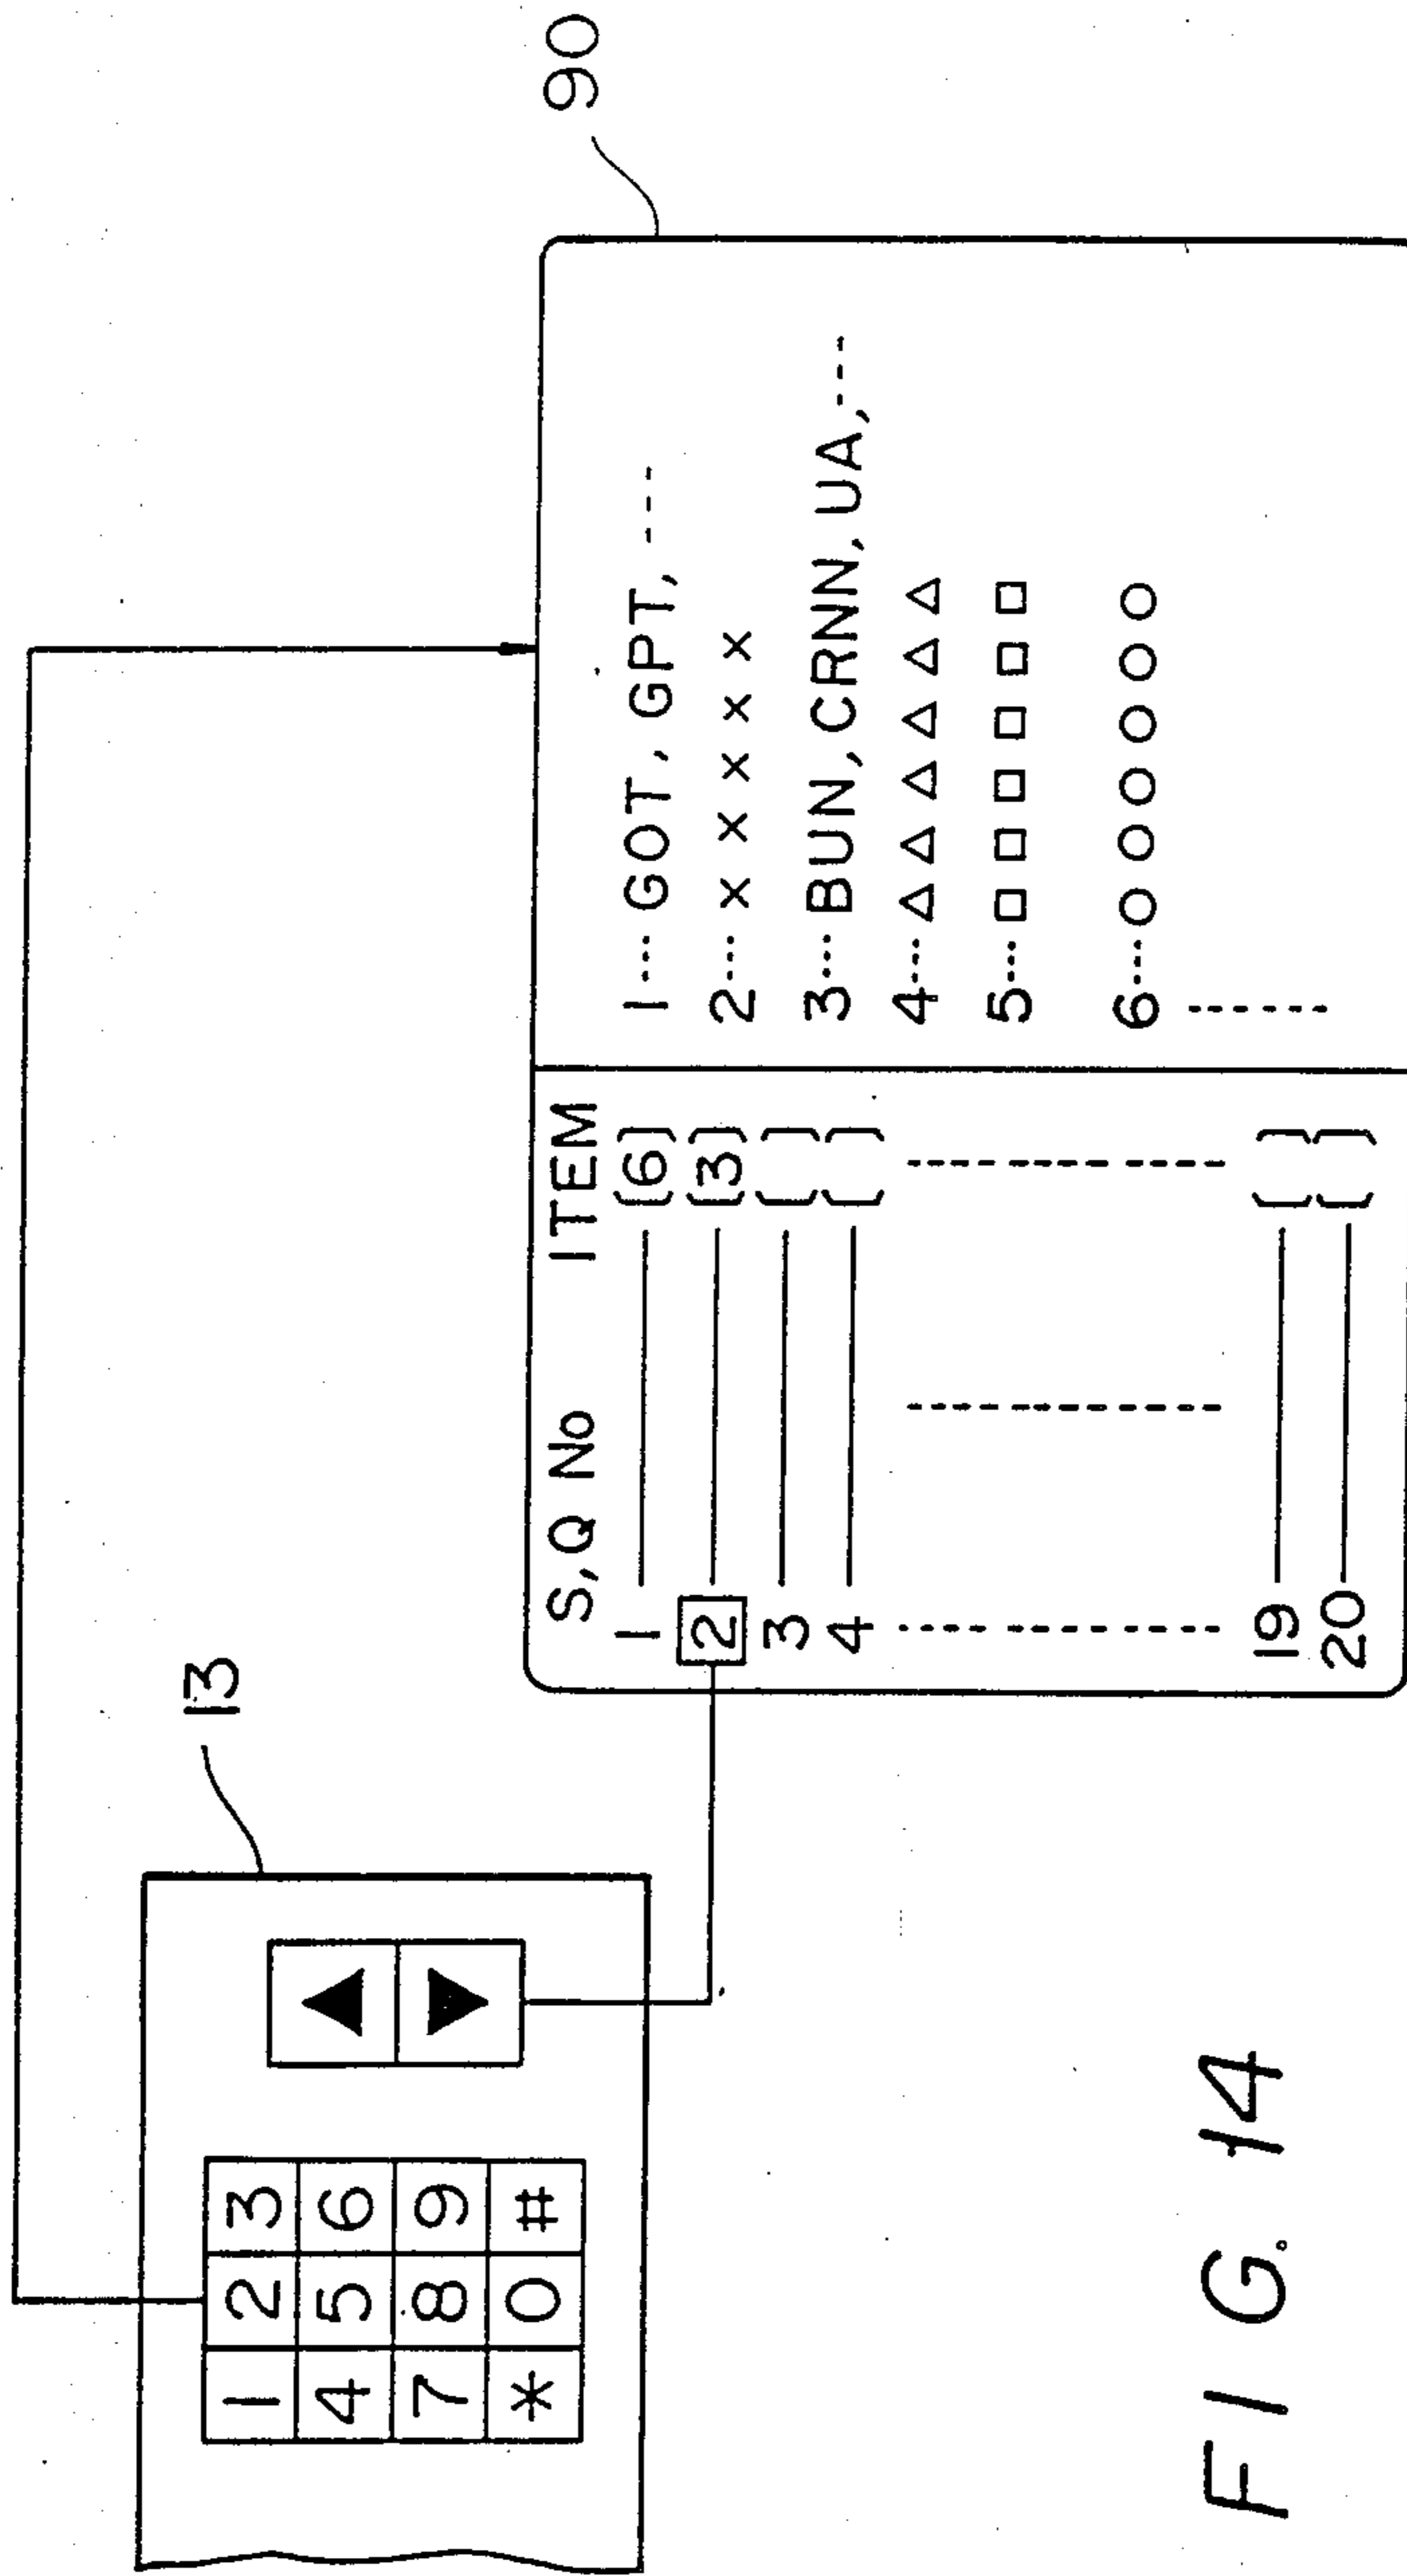 13
1 2 3
4 5 6
7 8 9
* 0 #
90
S,Q No ITEM
1 (6)
2 (3)
3 ( )
4 ( )
19 ( )
20 ( )
1--- GOT, GPT, ---
2--- × × × × ×
3--- BUN, CRNN, UA, ---
4--- △ △ △ △ △ △
5--- □ □ □ □ □ □
6--- ○ ○ ○ ○ ○ ○
FIG. 14